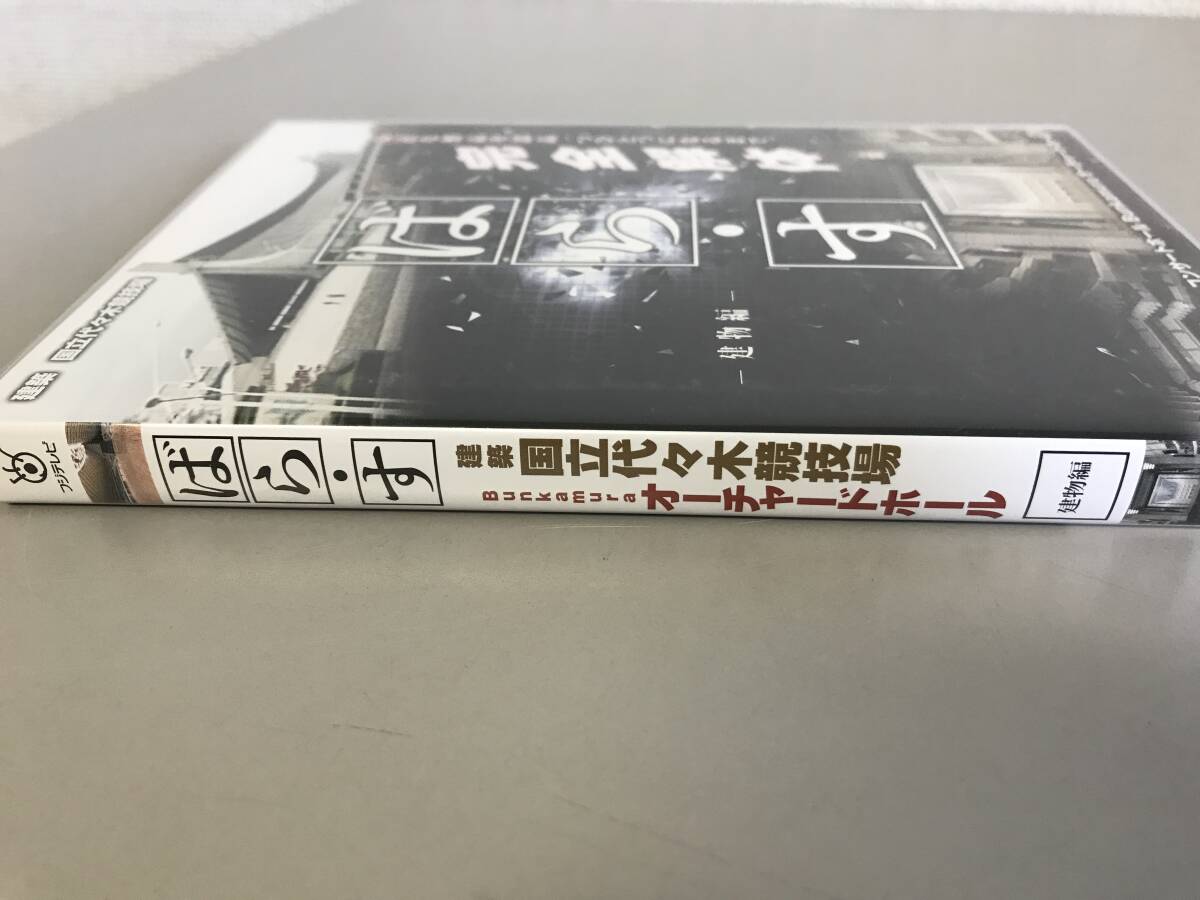 完全解体
ば ら・す
建物編
建築 国立代々木競技場
フジテレビ
ば ら・す
建築 国立代々木競技場
Bunkamura オーチャードホール
建物編